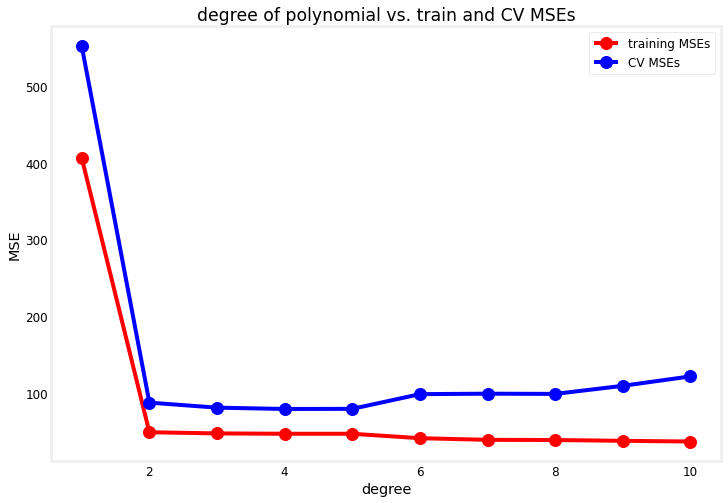 degree of polynomial vs. train and CV MSEs
training MSEs
CV MSEs
500
400
300
200
100
MSE
2 4 6 8 10
degree